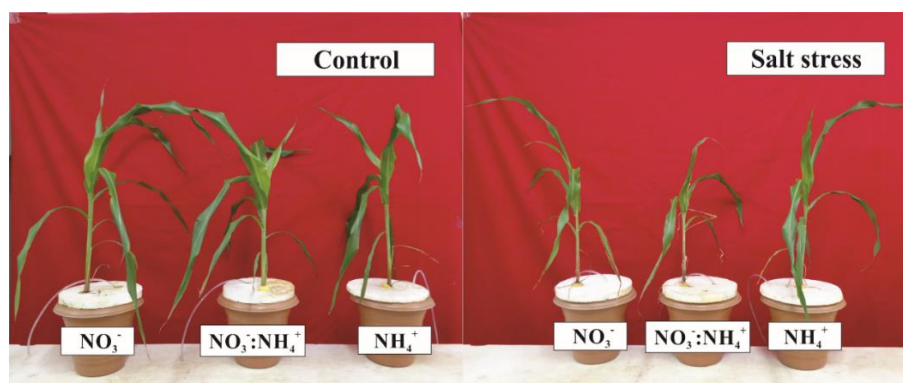 Control
Salt stress
NO₃⁻
NO₃⁻:NH₄⁺
NH₄⁺
NO₃⁻
NO₃⁻:NH₄⁺
NH₄⁺